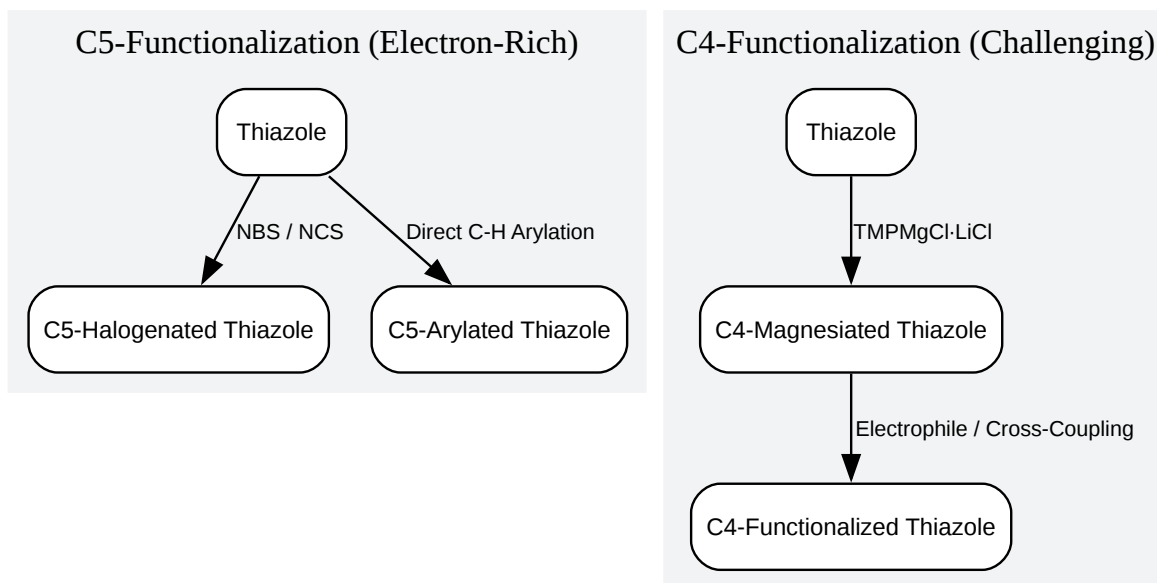 C5-Functionalization (Electron-Rich)
Thiazole
NBS / NCS
Direct C-H Arylation
C5-Halogenated Thiazole
C5-Arylated Thiazole
C4-Functionalization (Challenging)
Thiazole
TMPMgCl·LiCl
C4-Magnesiated Thiazole
Electrophile / Cross-Coupling
C4-Functionalized Thiazole